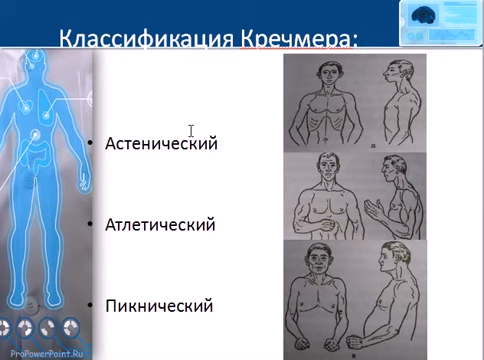 Классификация Кречмера:
Астенический
Атлетический
Пикнический
ProPowerPoint.Ru